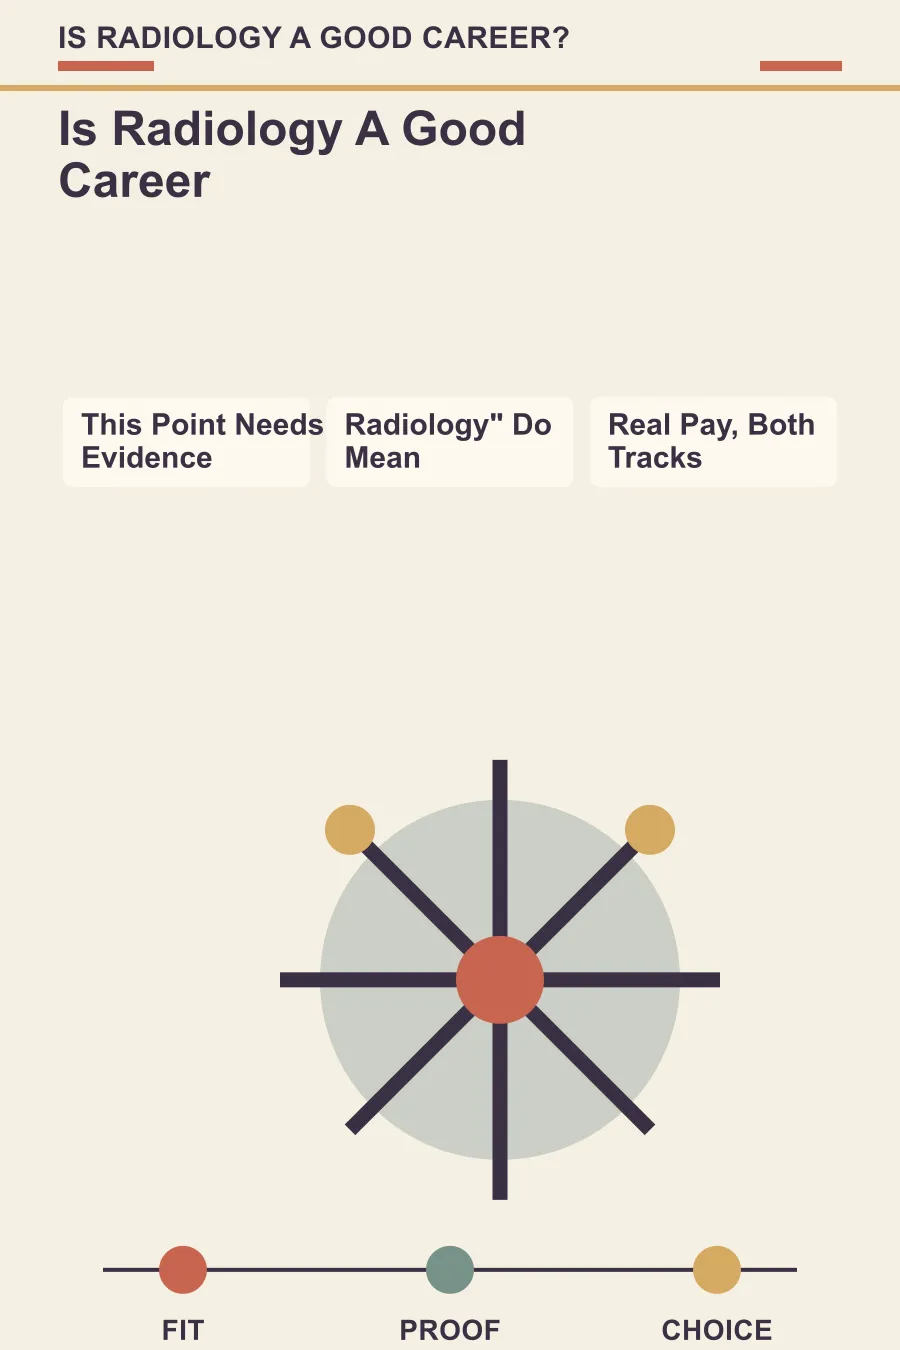 IS RADIOLOGY A GOOD CAREER?
Is Radiology A Good
Career
This Point Needs
Evidence
Radiology" Do
Mean
Real Pay, Both
Tracks
FIT
PROOF
CHOICE